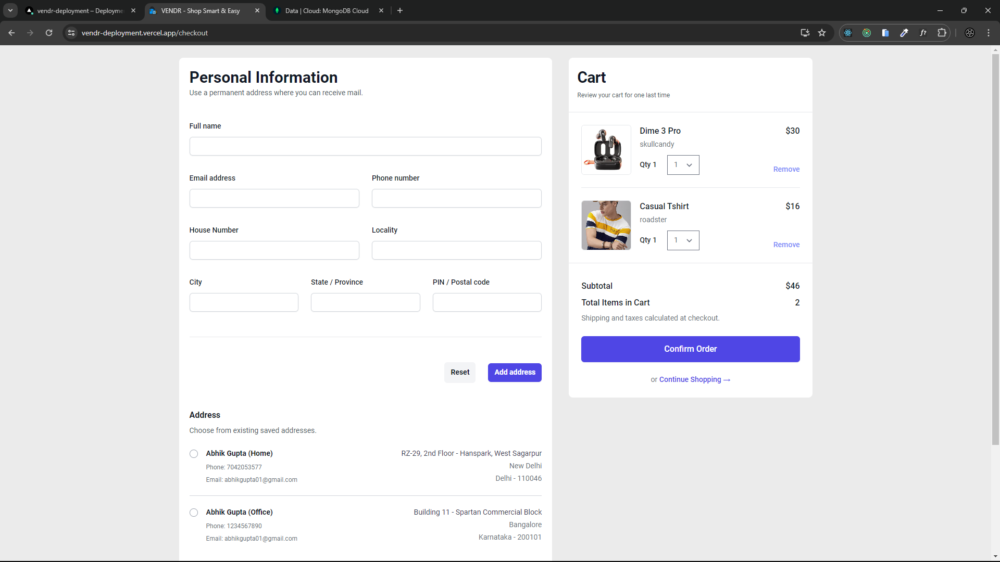 vendr-deployment – Deployme
VENDR - Shop Smart & Easy
Data | Cloud: MongoDB Cloud
vendr-deployment.vercel.app/checkout
f?
Personal Information
Use a permanent address where you can receive mail.
Full name
Email address
Phone number
House Number
Locality
City
State / Province
PIN / Postal code
Reset
Add address
Address
Choose from existing saved addresses.
Abhik Gupta (Home)
RZ-29, 2nd Floor - Hanspark, West Sagarpur
Phone: 7042053577
New Delhi
Email: abhikgupta01@gmail.com
Delhi - 110046
Abhik Gupta (Office)
Building 11 - Spartan Commercial Block
Phone: 1234567890
Bangalore
Email: abhikgupta01@gmail.com
Karnataka - 200101
Cart
Review your cart for one last time
Dime 3 Pro
$30
skullcandy
Qty 1
1
Remove
Casual Tshirt
$16
roadster
Qty 1
1
Remove
Subtotal
$46
Total Items in Cart
2
Shipping and taxes calculated at checkout.
Confirm Order
or Continue Shopping →